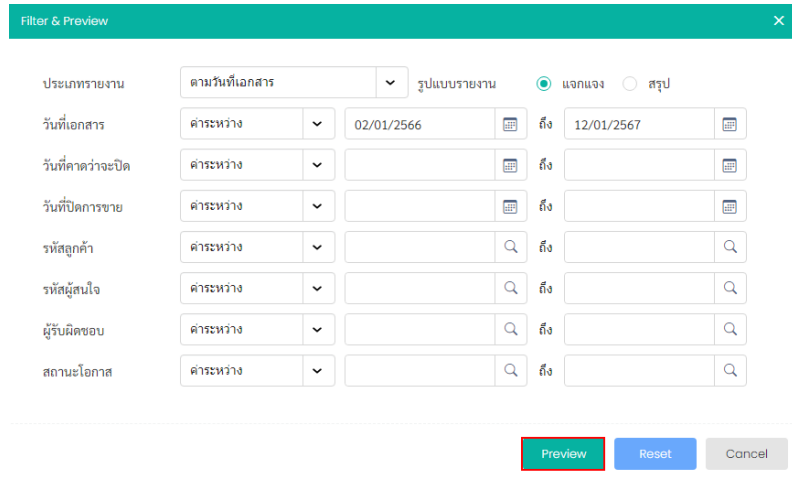 Filter & Preview
ประเภทรายงาน ตามวันที่เอกสาร รูปแบบรายงาน แจกแจง สรุป
วันที่เอกสาร ค่าระหว่าง 02/01/2566 ถึง 12/01/2567
วันที่คาดว่าจะปิด ค่าระหว่าง ถึง
วันที่ปิดการขาย ค่าระหว่าง ถึง
รหัสลูกค้า ค่าระหว่าง ถึง
รหัสผู้สนใจ ค่าระหว่าง ถึง
ผู้รับผิดชอบ ค่าระหว่าง ถึง
สถานะโอกาส ค่าระหว่าง ถึง
Preview Reset Cancel